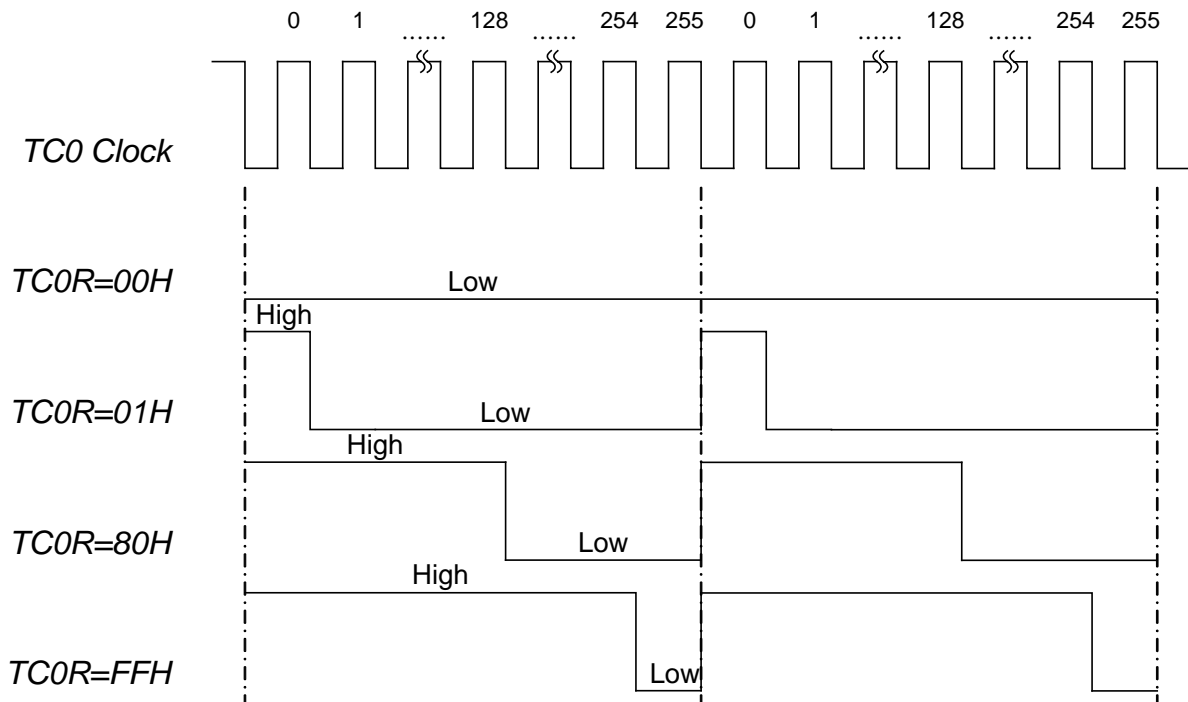 0 1 …… 128 …… 254 255 0 1 …… 128 …… 254 255
TC0 Clock
TC0R=00H
Low
High
TC0R=01H
Low
High
TC0R=80H
Low
High
TC0R=FFH
Low